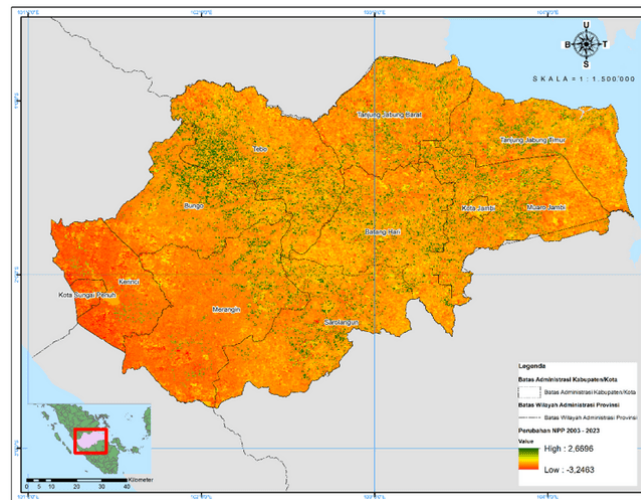 U
B T
S
SKALA = 1 : 1.500.000
Tanjung Jabung Barat
Tanjung Jabung Timur
Tebo
Bungo
Kota Jambi
Muaro Jambi
Batang Hari
Kerinci
Kota Sungai Penuh
Merangin
Sarolangun
Legenda
Batas Administrasi Kabupaten/Kota
Batas Administrasi Kabupaten/Kota
Batas Wilayah Administrasi Provinsi
Batas Wilayah Administrasi Provinsi
Perubahan NPP 2003 - 2023
Value
High : 2,6696
Low : -3,2463
Kilometer
0 5 10 20 30 40